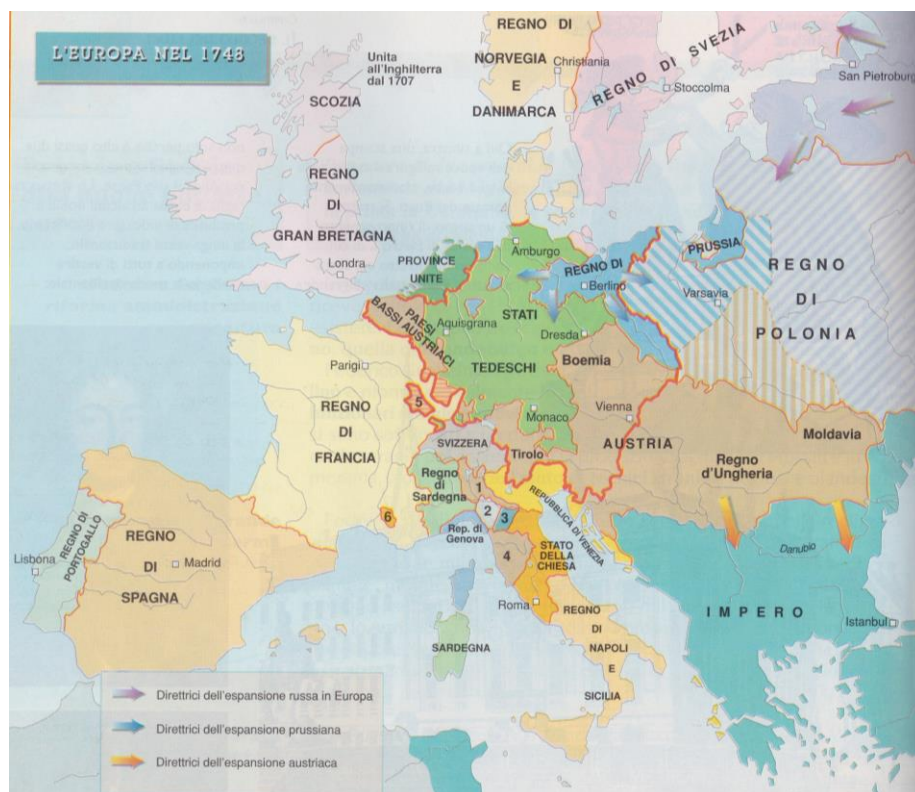 L'EUROPA NEL 1748
Unita
all'Inghilterra
dal 1707
SCOZIA
REGNO
DI
GRAN BRETAGNA
Londra
REGNO DI
NORVEGIA
E
DANIMARCA
Christiania
REGNO DI SVEZIA
Stoccolma
San Pietroburg
PROVINCE
UNITE
PAESI
BASSI AUSTRIACI
Amburgo
Aquisgrana
STATI
TEDESCHI
Dresda
Monaco
REGNO DI
PRUSSIA
Berlino
Varsavia
REGNO
DI
POLONIA
Parigi
REGNO
DI
FRANCIA
5
6
SVIZZERA
Boemia
Vienna
AUSTRIA
Tirolo
Regno
d'Ungheria
Moldavia
Regno
di
Sardegna
1
2
3
4
Rep. di
Genova
REPUBBLICA DI VENEZIA
STATO
DELLA
CHIESA
Roma
REGNO
DI
NAPOLI
E
SICILIA
SARDEGNA
REGNO DI
PORTOGALLO
Lisbona
REGNO
DI
SPAGNA
Madrid
Danubio
IMPERO
Istanbul
Direttrici dell'espansione russa in Europa
Direttrici dell'espansione prussiana
Direttrici dell'espansione austriaca